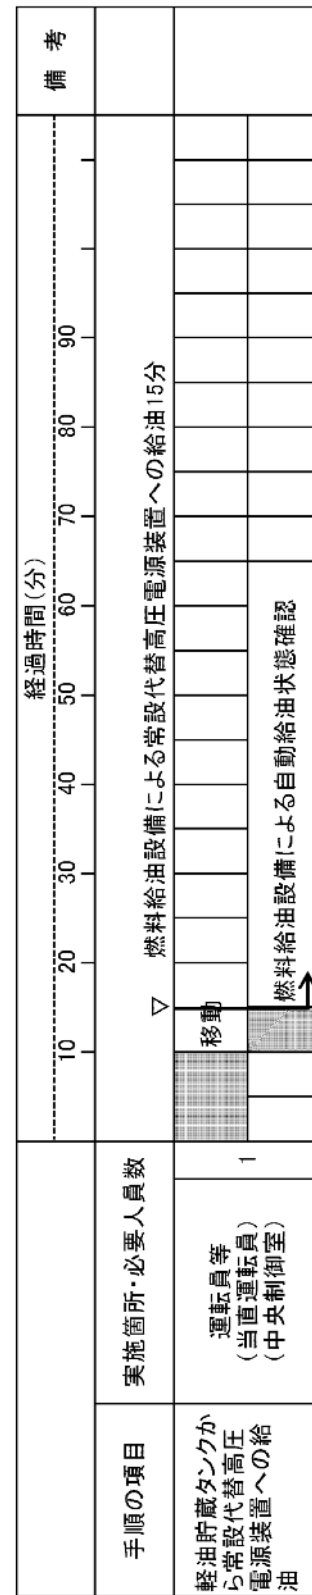 経過時間(分)
備 考
10 20 30 40 50 60 70 80 90
手順の項目
実施箇所・必要人員数
▽
燃料給油設備による常設代替高圧電源装置への給油15分
軽油貯蔵タンクか
ら常設代替高圧
電源装置への給
油
運転員等
(当直運転員)
(中央制御室)
1
移動
燃料給油設備による自動給油状態確認